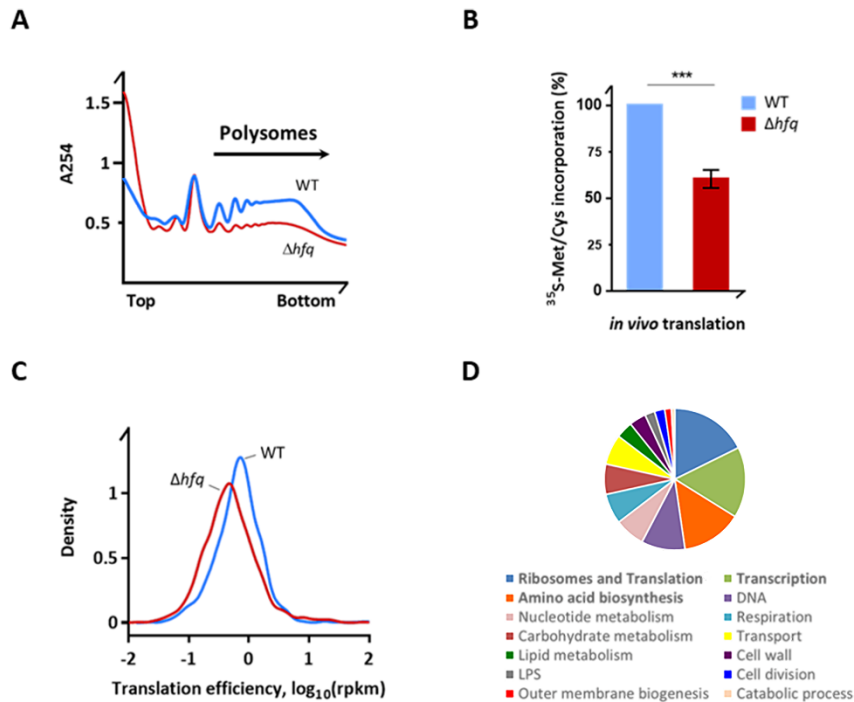 A
1.5
1
0.5
A254
Polysomes
WT
Δhfq
Top
Bottom
B
***
100
75
50
25
0
³⁵S-Met/Cys incorporation (%)
WT
Δhfq
in vivo translation
C
1
0.5
0
Density
Δhfq
WT
-2
-1
0
1
2
Translation efficiency, log₁₀(rpkm)
D
Ribosomes and Translation
Transcription
Amino acid biosynthesis
DNA
Nucleotide metabolism
Respiration
Carbohydrate metabolism
Transport
Lipid metabolism
Cell wall
LPS
Cell division
Outer membrane biogenesis
Catabolic process